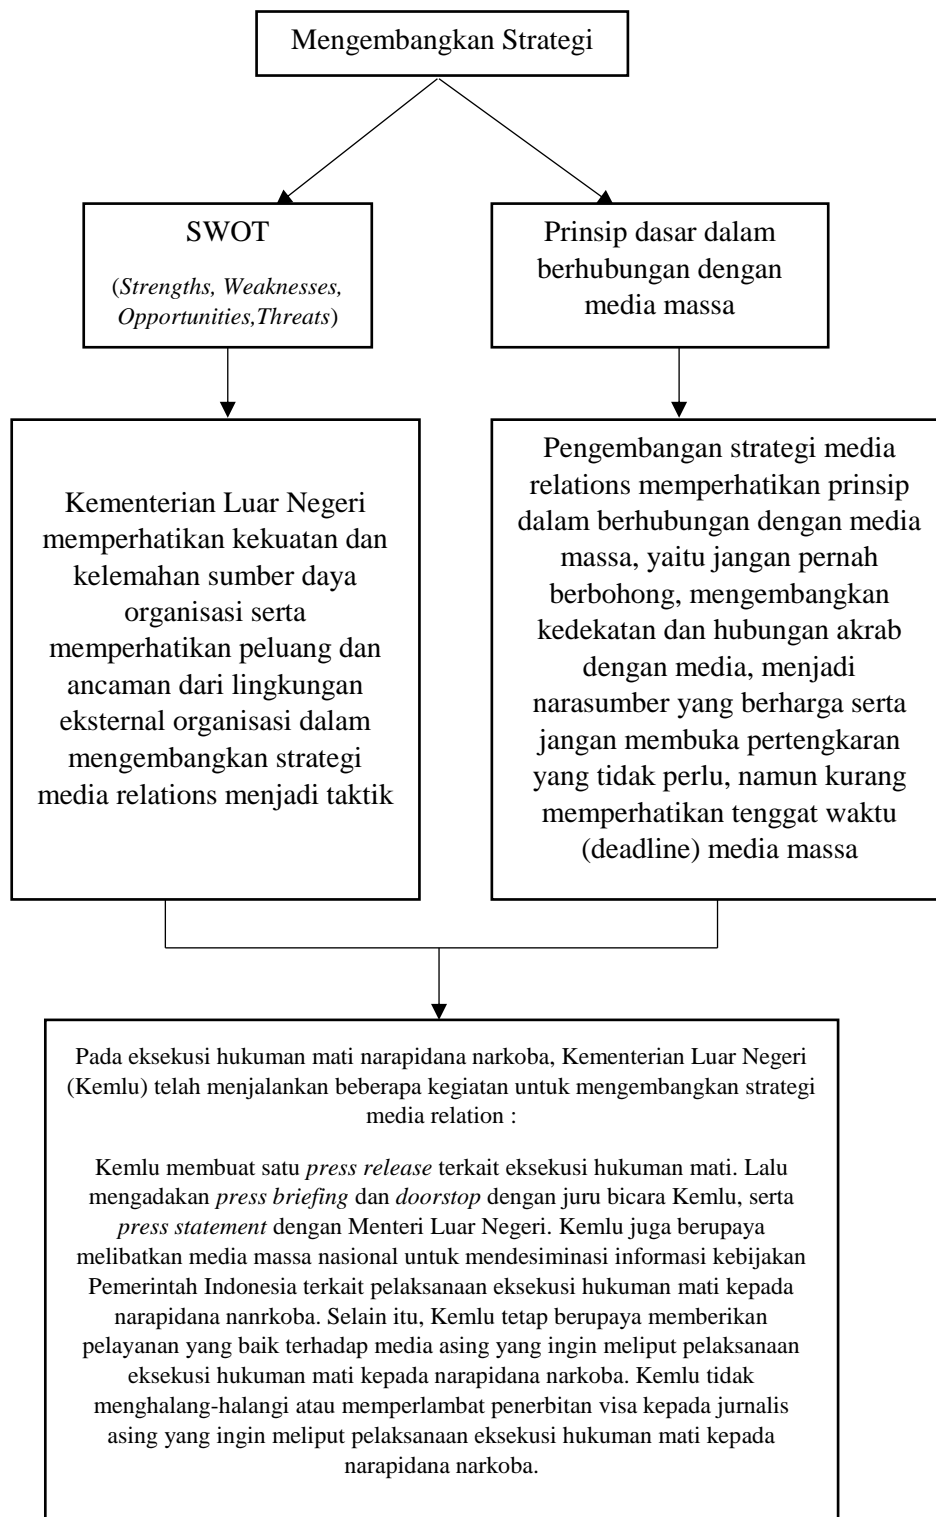 Mengembangkan Strategi
SWOT
(Strengths, Weaknesses,
Opportunities,Threats)
Prinsip dasar dalam
berhubungan dengan
media massa
Kementerian Luar Negeri
memperhatikan kekuatan dan
kelemahan sumber daya
organisasi serta
memperhatikan peluang dan
ancaman dari lingkungan
eksternal organisasi dalam
mengembangkan strategi
media relations menjadi taktik
Pengembangan strategi media
relations memperhatikan prinsip
dalam berhubungan dengan media
massa, yaitu jangan pernah
berbohong, mengembangkan
kedekatan dan hubungan akrab
dengan media, menjadi
narasumber yang berharga serta
jangan membuka pertengkaran
yang tidak perlu, namun kurang
memperhatikan tenggat waktu
(deadline) media massa
Pada eksekusi hukuman mati narapidana narkoba, Kementerian Luar Negeri
(Kemlu) telah menjalankan beberapa kegiatan untuk mengembangkan strategi
media relation :
Kemlu membuat satu press release terkait eksekusi hukuman mati. Lalu
mengadakan press briefing dan doorstop dengan juru bicara Kemlu, serta
press statement dengan Menteri Luar Negeri. Kemlu juga berupaya
melibatkan media massa nasional untuk mendesiminasi informasi kebijakan
Pemerintah Indonesia terkait pelaksanaan eksekusi hukuman mati kepada
narapidana nanrkoba. Selain itu, Kemlu tetap berupaya memberikan
pelayanan yang baik terhadap media asing yang ingin meliput pelaksanaan
eksekusi hukuman mati kepada narapidana narkoba. Kemlu tidak
menghalang-halangi atau memperlambat penerbitan visa kepada jurnalis
asing yang ingin meliput pelaksanaan eksekusi hukuman mati kepada
narapidana narkoba.